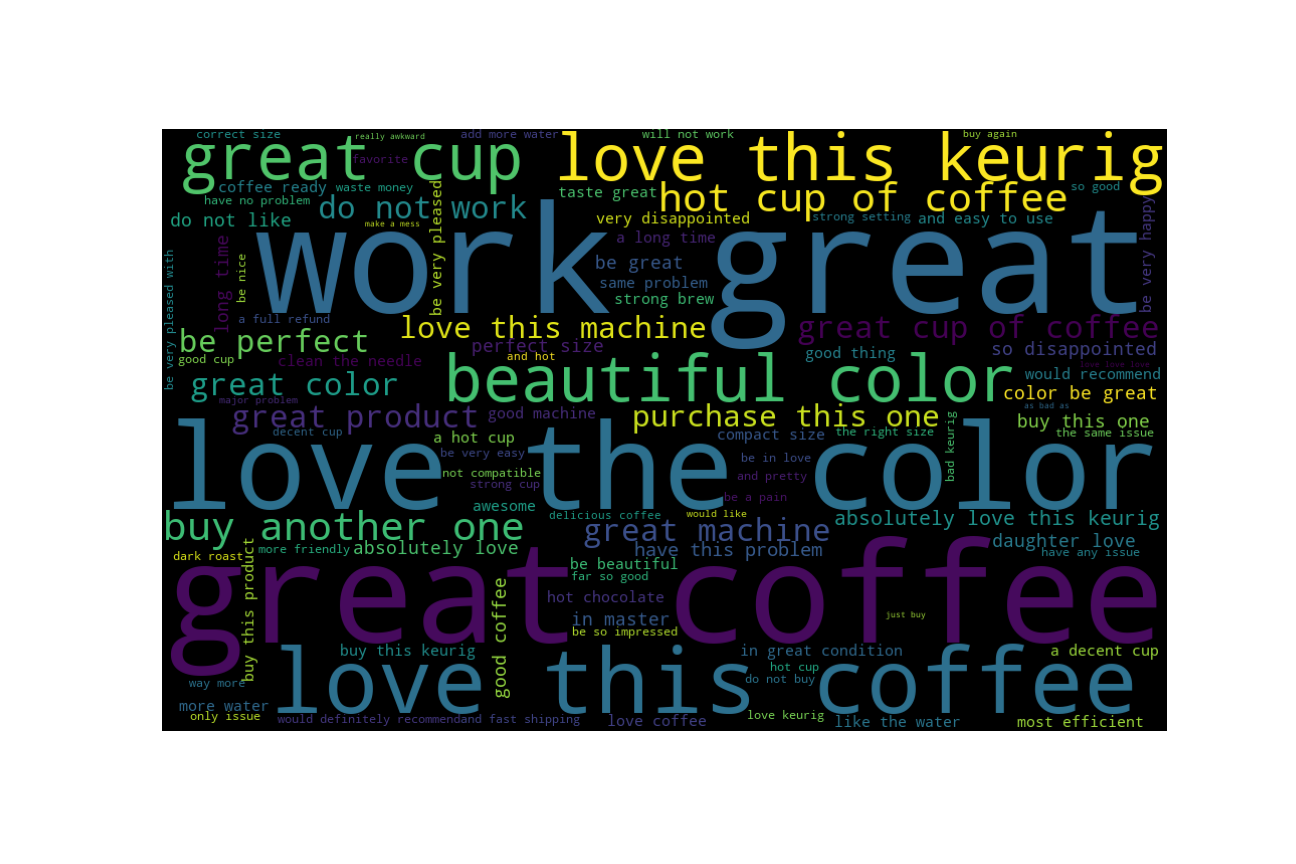 correct size
really awkward
add more water
will not work
buy again
great cup
love this keurig
favorite
coffee ready
waste money
taste great
hot cup of coffee
so good
have no problem
do not work
do not like
make a mess
be very pleased
very disappointed
strong setting
and easy to use
work great
a long time
be very happy
long time
be nice
be very pleased with
be great
same problem
strong brew
a full refund
love this machine
great cup of coffee
be perfect
perfect size
so disappointed
good cup
clean the needle
and hot
good thing
love love love
would recommend
great color
beautiful color
color be great
major problem
as bad as
great product
good machine
purchase this one
buy this one
decent cup
a hot cup
compact size
the right size
the same issue
bad keurig
love the color
be very easy
be in love
not compatible
strong cup
and pretty
be a pain
awesome
delicious coffee
would like
absolutely love this keurig
buy another one
great machine
daughter love
dark roast
more friendly
absolutely love
have this problem
have any issue
buy this product
be beautiful
far so good
great coffee
good coffee
hot chocolate
in master
just buy
be so impressed
buy this keurig
in great condition
a decent cup
love this coffee
hot cup
do not buy
way more
more water
only issue
would definitely recommend
and fast shipping
love coffee
love keurig
like the water
most efficient